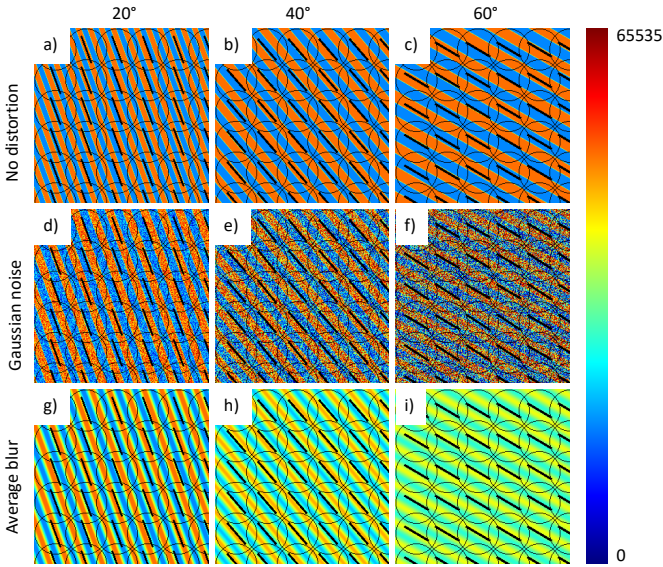 20° 40° 60°
a) b) c)
No distortion
65535
d) e) f)
Gaussian noise
g) h) i)
Average blur
0